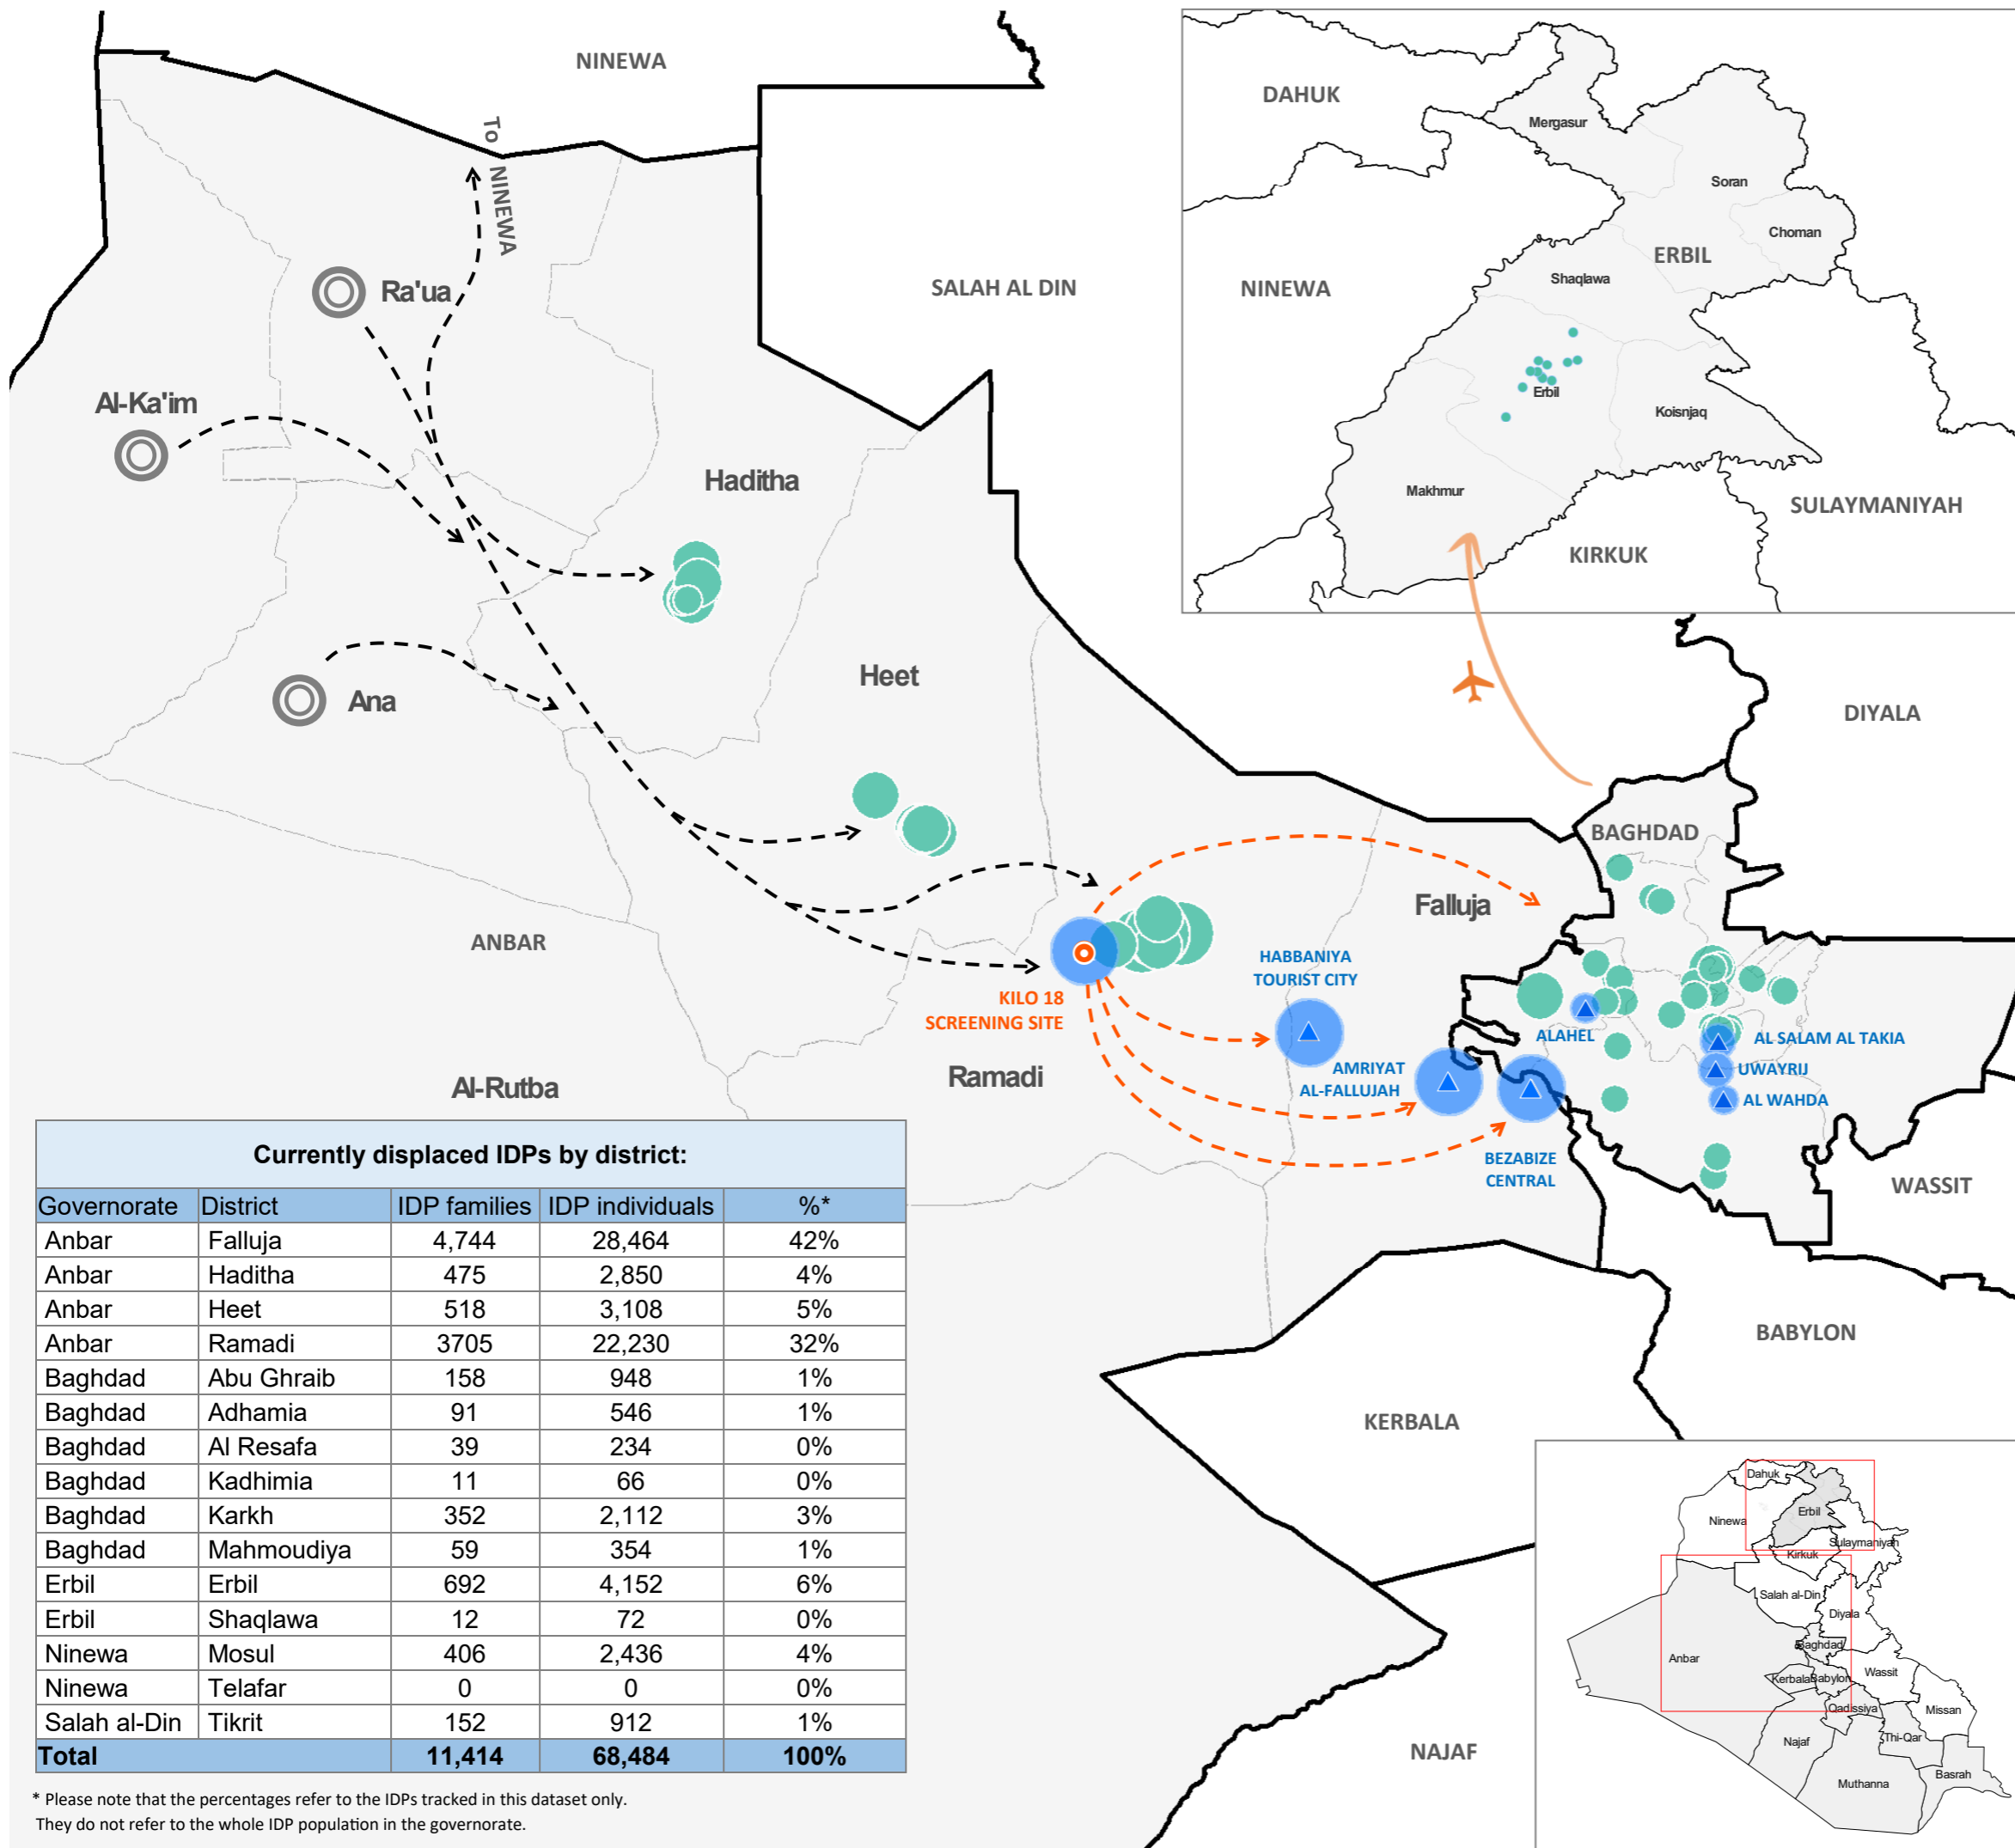 NINEWA
To NINEWA
SALAH AL DIN
Ra'ua
Al-Ka'im
Haditha
Ana
Heet
ANBAR
Al-Rutba
Ramadi
Falluja
KILO 18
SCREENING SITE
HABBANIYA
TOURIST CITY
AMRIYAT
AL-FALLUJAH
BEZABIZE
CENTRAL
BAGHDAD
ALAHEL
AL SALAM AL TAKIA
UWAYRIJ
AL WAHDA
DIYALA
WASSIT
BABYLON
KERBALA
NAJAF
DAHUK
Mergasur
Soran
Choman
ERBIL
Shaqlawa
NINEWA
Erbil
Koisnjaq
Makhmur
SULAYMANIYAH
KIRKUK
Currently displaced IDPs by district:
Governorate District IDP families IDP individuals %*
Anbar Falluja 4,744 28,464 42%
Anbar Haditha 475 2,850 4%
Anbar Heet 518 3,108 5%
Anbar Ramadi 3705 22,230 32%
Baghdad Abu Ghraib 158 948 1%
Baghdad Adhamia 91 546 1%
Baghdad Al Resafa 39 234 0%
Baghdad Kadhimia 11 66 0%
Baghdad Karkh 352 2,112 3%
Baghdad Mahmoudiya 59 354 1%
Erbil Erbil 692 4,152 6%
Erbil Shaqlawa 12 72 0%
Ninewa Mosul 406 2,436 4%
Ninewa Telafar 0 0 0%
Salah al-Din Tikrit 152 912 1%
Total 11,414 68,484 100%
* Please note that the percentages refer to the IDPs tracked in this dataset only.
They do not refer to the whole IDP population in the governorate.
Dahuk
Erbil
Ninewa
Sulaymaniyah
Kirkuk
Salah al-Din
Diyala
Baghdad
Anbar
Wassit
Kerbala
Babylon
Qadissiya
Missan
Najaf
Thi-Qar
Basrah
Muthanna